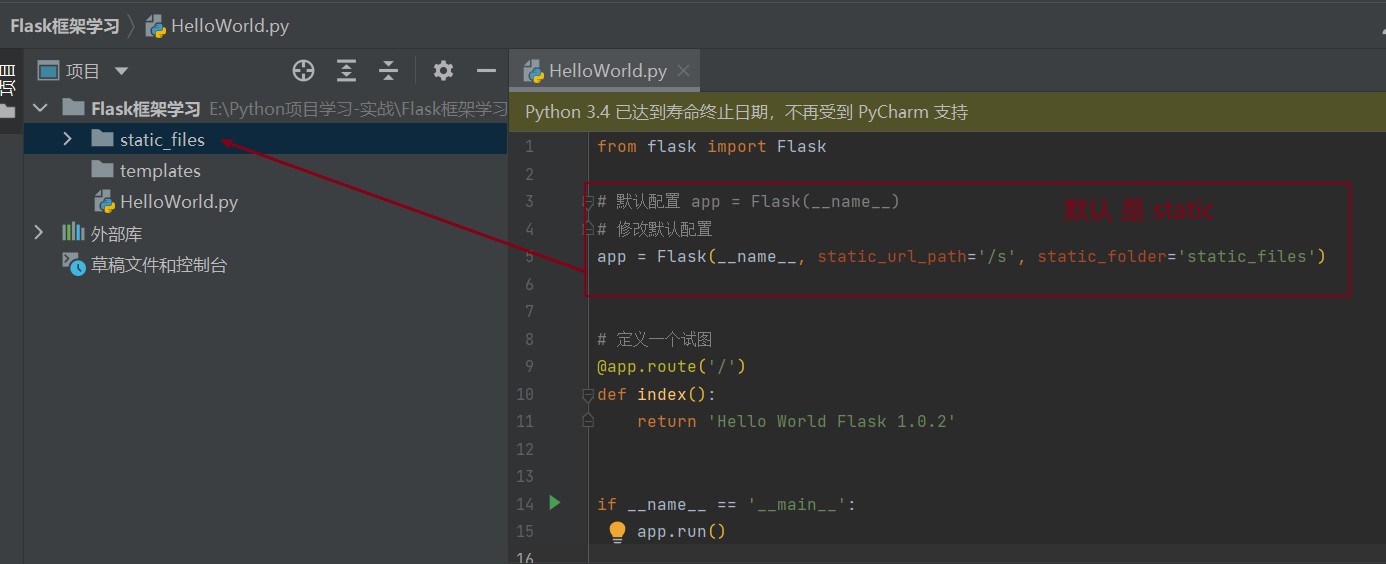 Flask框架学习 HelloWorld.py
项目
项目
HelloWorld.py
Flask框架学习 E:\Python项目学习-实战\Flask框架学习
static_files
templates
HelloWorld.py
外部库
草稿文件和控制台
Python 3.4 已达到寿命终止日期，不再受到 PyCharm 支持
1 from flask import Flask
2
3 # 默认配置 app = Flask(__name__)
默认 是 static
4 # 修改默认配置
5 app = Flask(__name__, static_url_path='/s', static_folder='static_files')
6
7
8 # 定义一个试图
9 @app.route('/')
10 def index():
11 return 'Hello World Flask 1.0.2'
12
13
14 if __name__ == '__main__':
15 app.run()
16